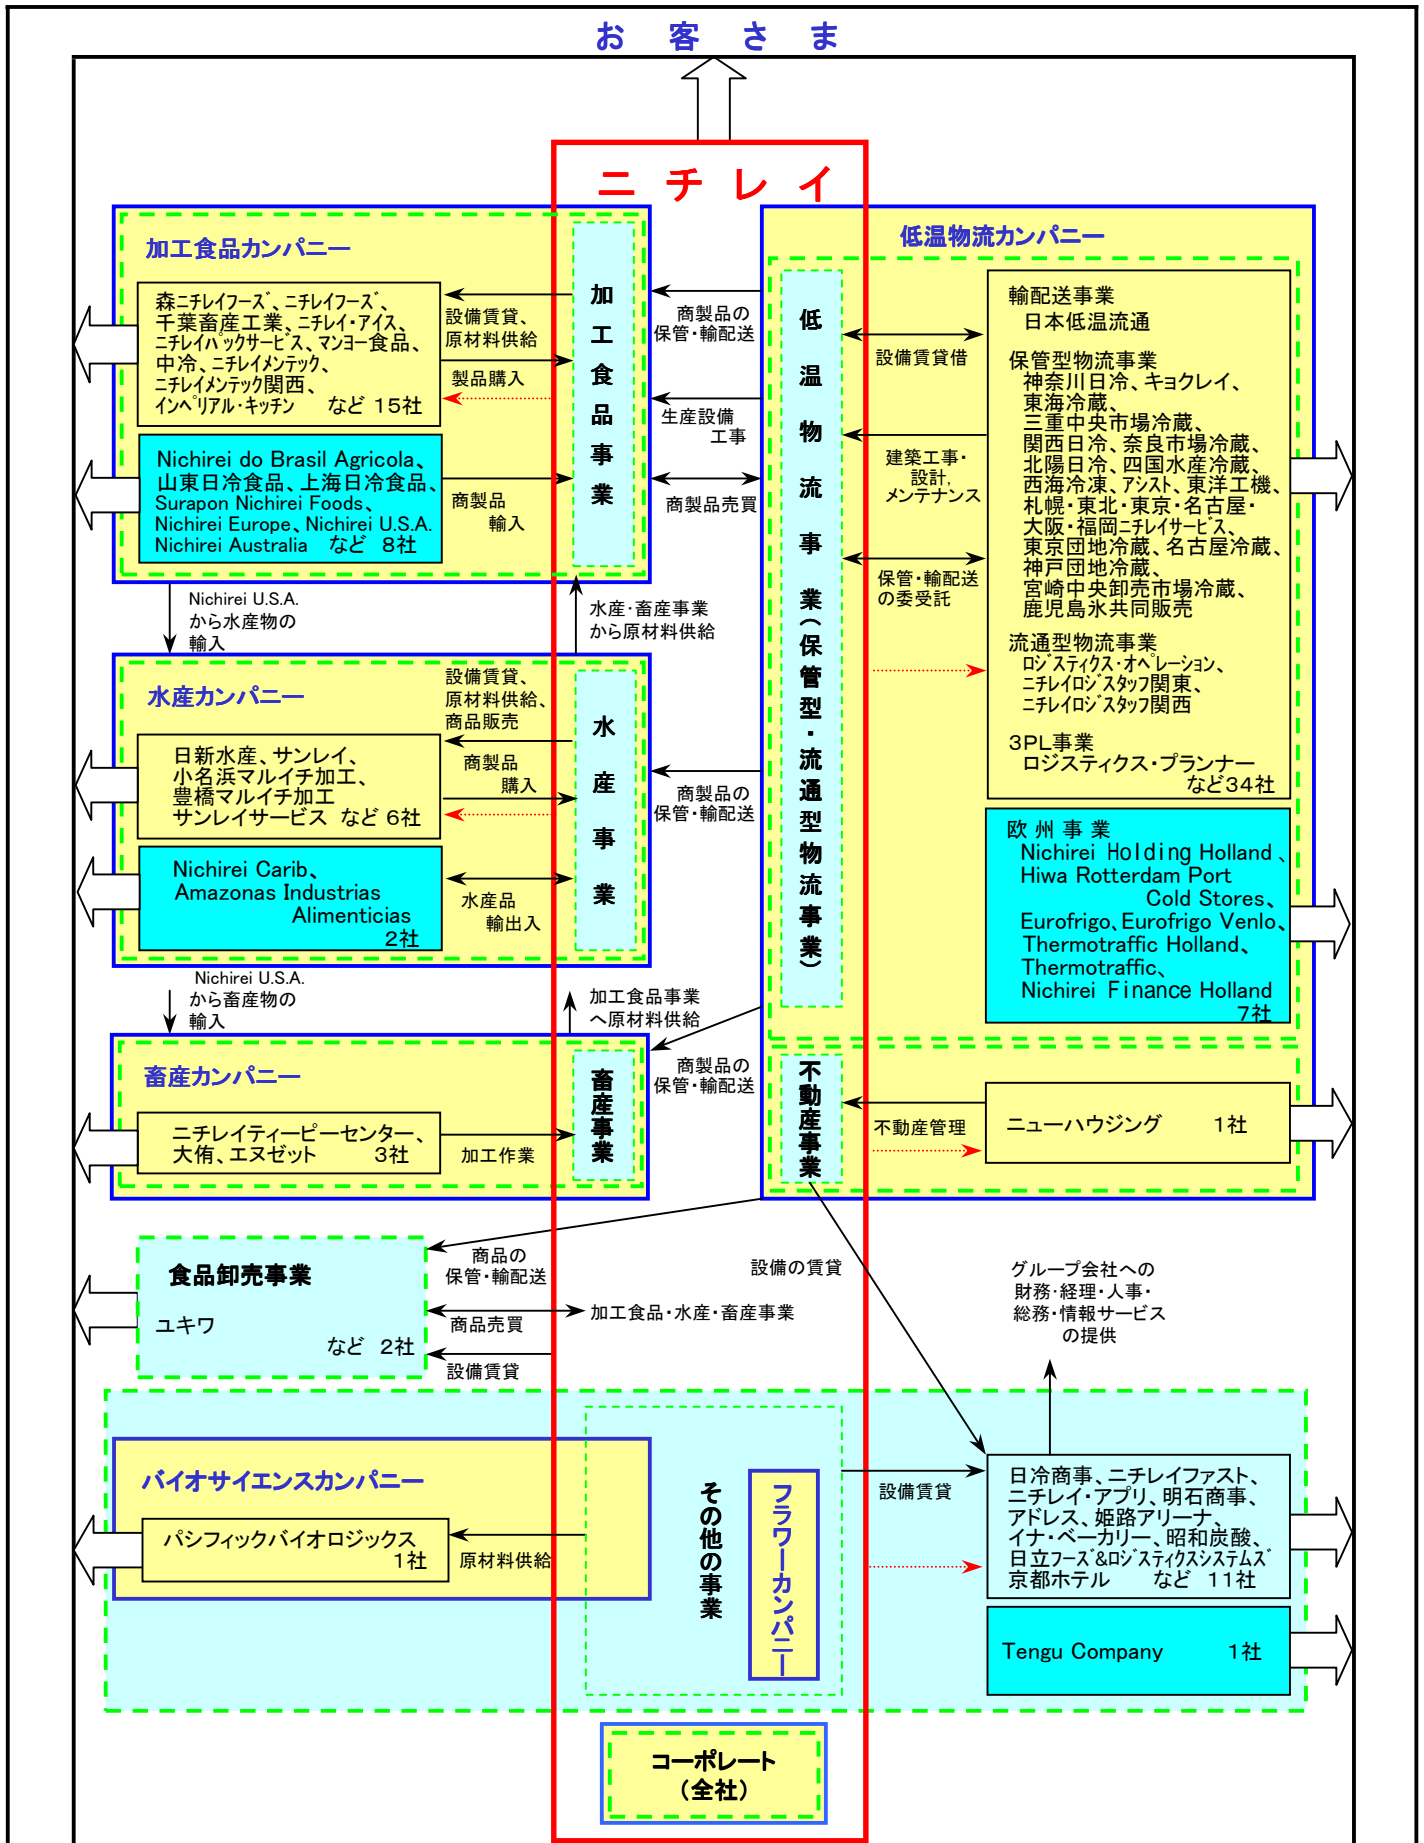 お客さま
ニチレイ
加工食品カンパニー
森ニチレイフーズ、ニチレイフーズ、
千葉畜産工業、ニチレイ・アイス、
ニチレイパックサービス、マンヨー食品、
中冷、ニチレイメンテック、
ニチレイメンテック関西、
インペリアル・キッチン など 15社
設備賃貸、
原材料供給
製品購入
Nichirei do Brasil Agricola、
山東日冷食品、上海日冷食品、
Surapon Nichirei Foods、
Nichirei Europe、Nichirei U.S.A.
Nichirei Australia など 8社
商製品
輸入
加工食品事業
商製品の
保管・輸配送
生産設備
工事
商製品売買
低温物流カンパニー
低温物流事業(保管型・流通型物流事業)
設備賃貸借
建築工事・
設計,
メンテナンス
保管・輸配送
の委受託
輸配送事業
日本低温流通
保管型物流事業
神奈川日冷、キョクレイ、
東海冷蔵、
三重中央市場冷蔵、
関西日冷、奈良市場冷蔵、
北陽日冷、四国水産冷蔵、
西海冷凍、アシスト、東洋工機、
札幌・東北・東京・名古屋・
大阪・福岡ニチレイサービス、
東京団地冷蔵、名古屋冷蔵、
神戸団地冷蔵、
宮崎中央卸売市場冷蔵、
鹿児島氷共同販売
流通型物流事業
ロジスティクス・オペレーション、
ニチレイロジスタッフ関東、
ニチレイロジスタッフ関西
3PL事業
ロジスティクス・プランナー
など34社
欧州事業
Nichirei Holding Holland、
Hiwa Rotterdam Port
Cold Stores、
Eurofrigo、Eurofrigo Venlo、
Thermotraffic Holland、
Thermotraffic、
Nichirei Finance Holland
7社
Nichirei U.S.A.
から水産物の
輸入
水産・畜産事業
から原材料供給
水産カンパニー
設備賃貸、
原材料供給、
商品販売
日新水産、サンレイ、
小名浜マルイチ加工、
豊橋マルイチ加工
サンレイサービス など 6社
商製品
購入
Nichirei Carib、
Amazonas Industrias
Alimenticias
2社
水産品
輸出入
水産事業
商製品の
保管・輸配送
Nichirei U.S.A.
から畜産物の
輸入
加工食品事業
へ原材料供給
畜産カンパニー
ニチレイティーピーセンター、
大侑、エヌゼット 3社
加工作業
畜産事業
商製品の
保管・輸配送
不動産事業
不動産管理
ニューハウジング 1社
食品卸売事業
ユキワ
など 2社
商品の
保管・輸配送
商品売買
加工食品・水産・畜産事業
設備賃貸
設備の賃貸
グループ会社への
財務・経理・人事・
総務・情報サービス
の提供
バイオサイエンスカンパニー
パシフィックバイオロジックス
1社
原材料供給
その他の事業
フラワーカンパニー
設備賃貸
日冷商事、ニチレイファスト、
ニチレイ・アプリ、明石商事、
アドレス、姫路アリーナ、
イナ・ベーカリー、昭和炭酸、
日立フーズ&ロジスティクスシステムズ
京都ホテル など 11社
Tengu Company 1社
コーポレート
(全社)